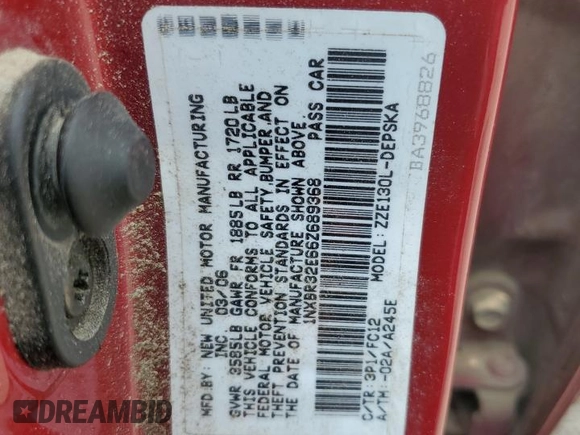 MFD. BY: NEW UNITED MOTOR MANUFACTURING
INC 03/06
GVWR 3585LB GAWR FR 1885LB RR 1720LB
THIS VEHICLE CONFORMS TO ALL APPLICABLE
FEDERAL MOTOR VEHICLE SAFETY, BUMPER AND
THEFT PREVENTION STANDARDS IN EFFECT ON
THE DATE OF MANUFACTURE SHOWN ABOVE.
1NXBR32E66Z689368 PASS CAR
C/TR: 3P1/FC12 MODEL: ZZE130L-DEPSKA
A/TM: -02A/A245E
BA3968826
DREAMBID